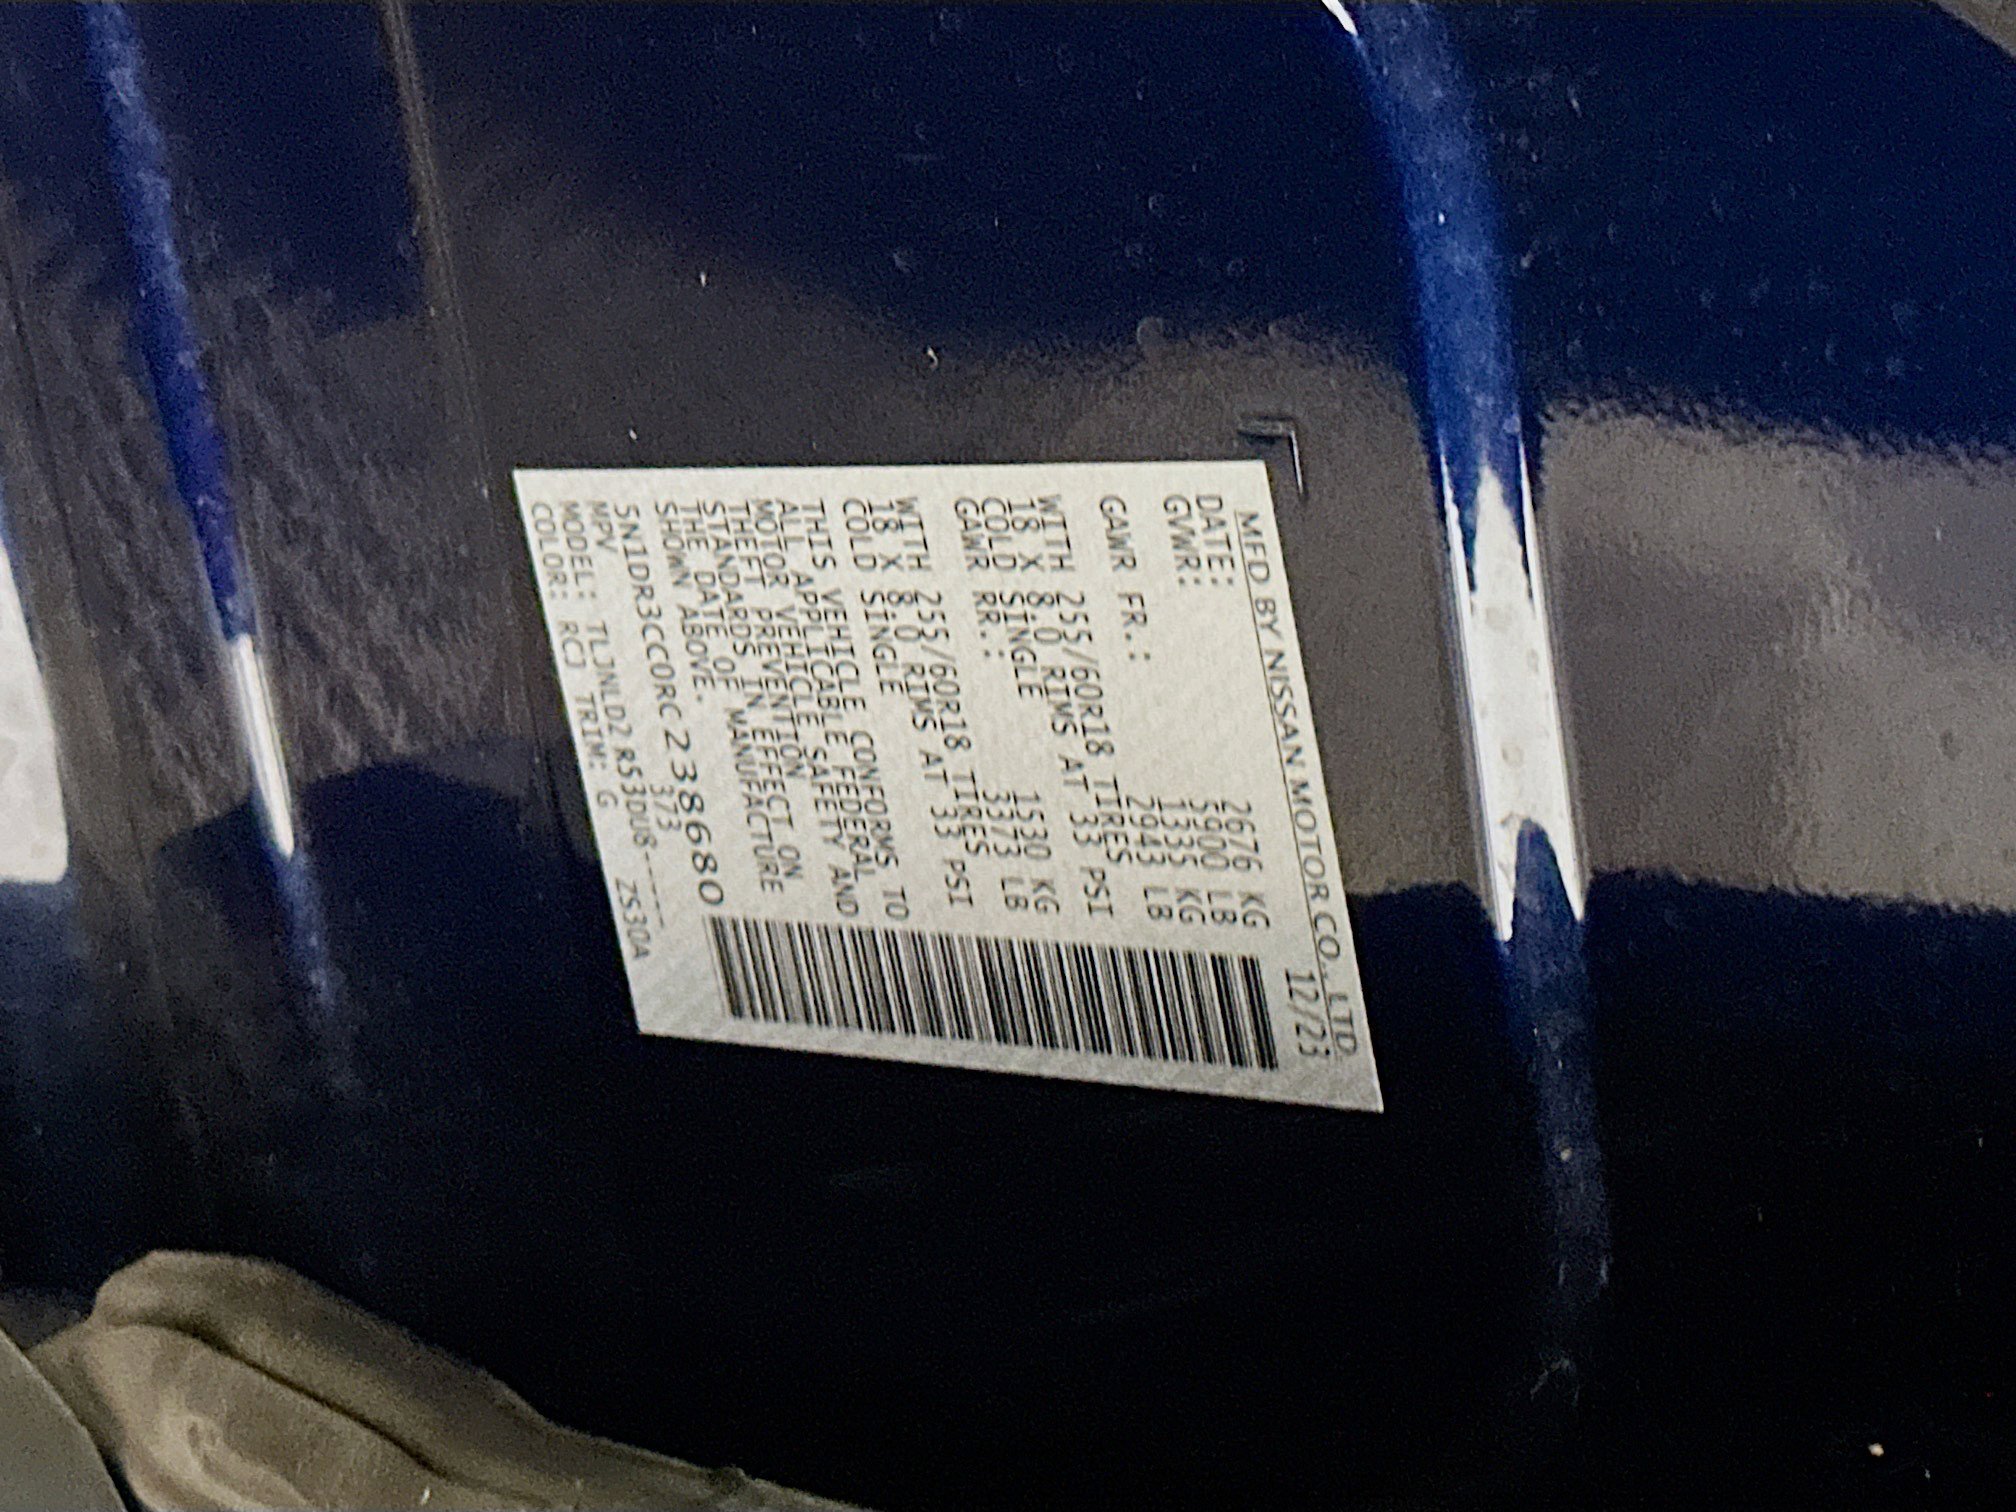 MFD BY NISSAN MOTOR CO., LTD.
DATE: 12/23
GVWR: 2676 KG
5900 LB
GAWR FR.: 1335 KG
2943 LB
WITH 255/60R18 TIRES
18 X 8.0 RIMS AT 33 PSI
COLD SINGLE 1530 KG
GAWR RR.: 3373 LB
WITH 255/60R18 TIRES
18 X 8.0 RIMS AT 33 PSI
COLD SINGLE
THIS VEHICLE CONFORMS TO
ALL APPLICABLE FEDERAL
MOTOR VEHICLE SAFETY AND
THEFT PREVENTION
STANDARDS IN EFFECT ON
THE DATE OF MANUFACTURE
SHOWN ABOVE.
5N1DR3CC0RC238680
MPV 373
MODEL: TLJNLD2 R53DU8-----
COLOR: RCJ TRIM: G 2S30A